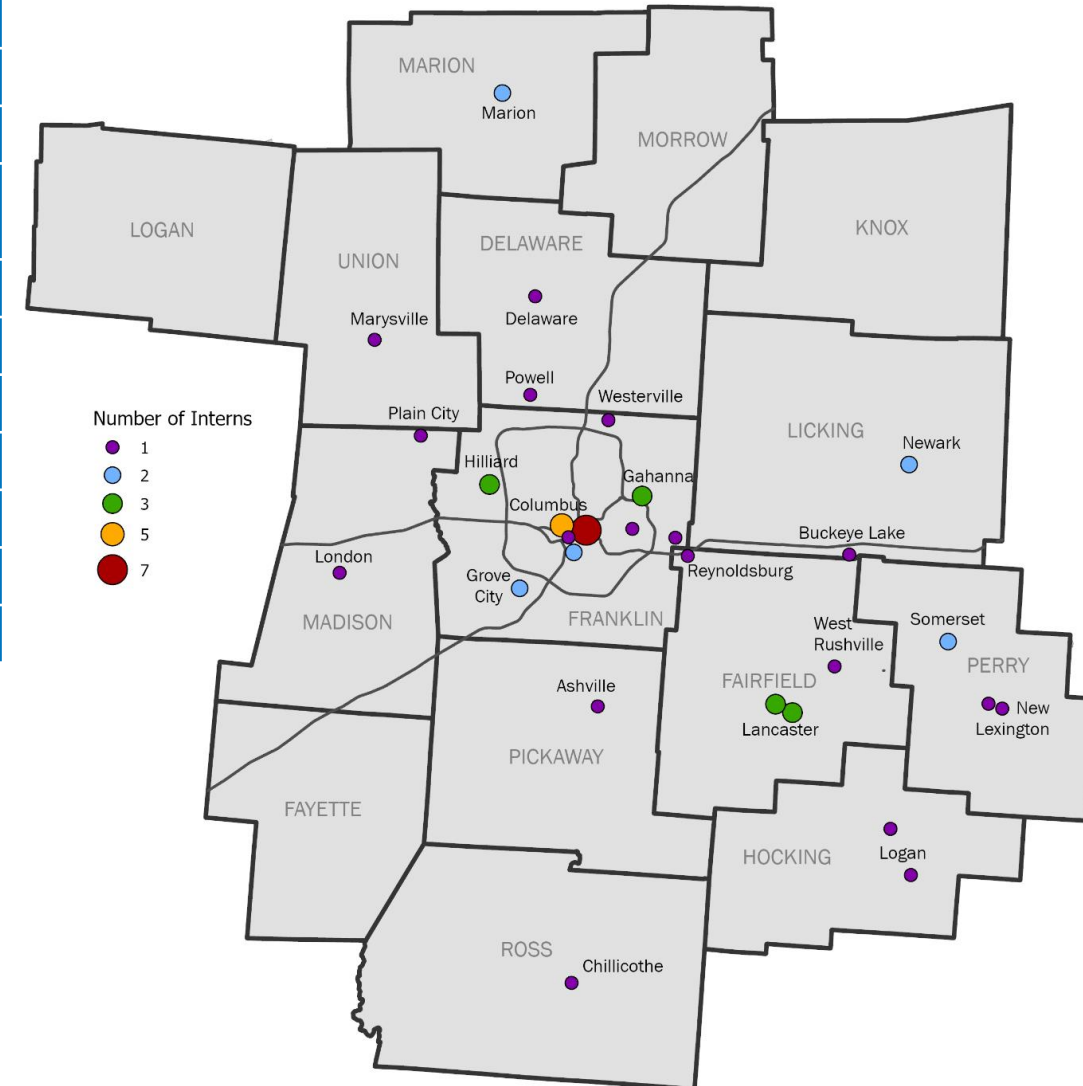 MARION
Marion
MORROW
LOGAN
KNOX
DELAWARE
UNION
Delaware
Marysville
Powell
Westerville
Plain City
Number of Interns
1
2
3
5
7
LICKING
Newark
Hilliard
Gahanna
Columbus
Buckeye Lake
London
Reynoldsburg
Grove
City
MADISON
FRANKLIN
West
Rushville
Somerset
PERRY
FAIRFIELD
Ashville
New
Lexington
Lancaster
PICKAWAY
FAYETTE
HOCKING
Logan
ROSS
Chillicothe